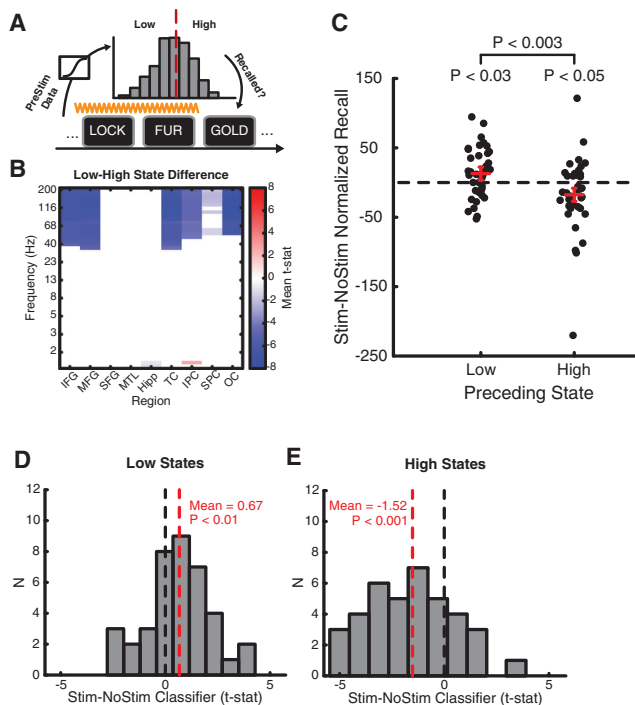 A
Low
High
PreStim
Data
Recalled?
...
LOCK
FUR
GOLD
...
B
Low-High State Difference
Frequency (Hz)
200
116
66
40
23
13
8
5
3
2
IFG
MFG
SFG
MTL
Hipp
TC
IPC
SPC
OC
Region
8
6
4
2
0
-2
-4
-6
-8
Mean t-stat
C
P < 0.003
P < 0.03
P < 0.05
Stim-NoStim Normalized Recall
150
50
-50
-150
-250
Low
High
Preceding State
D
Low States
N
12
10
8
6
4
2
0
Mean = 0.67
P < 0.01
-5
0
5
Stim-NoStim Classifier (t-stat)
E
High States
N
12
10
8
6
4
2
0
Mean = -1.52
P < 0.001
-5
0
5
Stim-NoStim Classifier (t-stat)